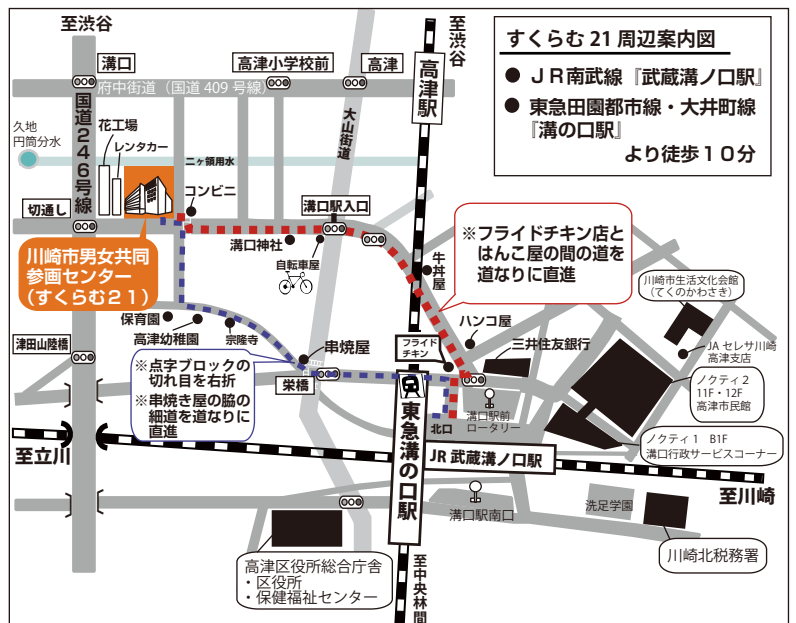 至渋谷
溝口
高津小学校前
高津
至渋谷
高津駅
府中街道（国道409号線）
国道246号線
大山街道
すくらむ21周辺案内図
● ＪＲ南武線『武蔵溝ノ口駅』
● 東急田園都市線・大井町線
『溝の口駅』
より徒歩１０分
久地
円筒分水
花工場
レンタカー
二ヶ領用水
コンビニ
切通し
溝口駅入口
溝口神社
自転車屋
川崎市男女共同
参画センター
（すくらむ２１）
※フライドチキン店と
はんこ屋の間の道を
道なりに直進
牛丼屋
川崎市生活文化会館
（てくのかわさき）
保育園
高津幼稚園
宗隆寺
ハンコ屋
三井住友銀行
JA セレサ川崎
高津支店
津田山陸橋
※点字ブロックの
切れ目を右折
※串焼き屋の脇の
細道を道なりに
直進
串焼屋
栄橋
フライド
チキン
ノクティ２
11F・12F
高津市民館
溝口駅前
ロータリー
北口
東急溝の口駅
ノクティ１ B1F
溝口行政サービスコーナー
至立川
JR 武蔵溝ノ口駅
至川崎
溝口駅南口
洗足学園
川崎北税務署
高津区役所総合庁舎
・区役所
・保健福祉センター
至中央林間